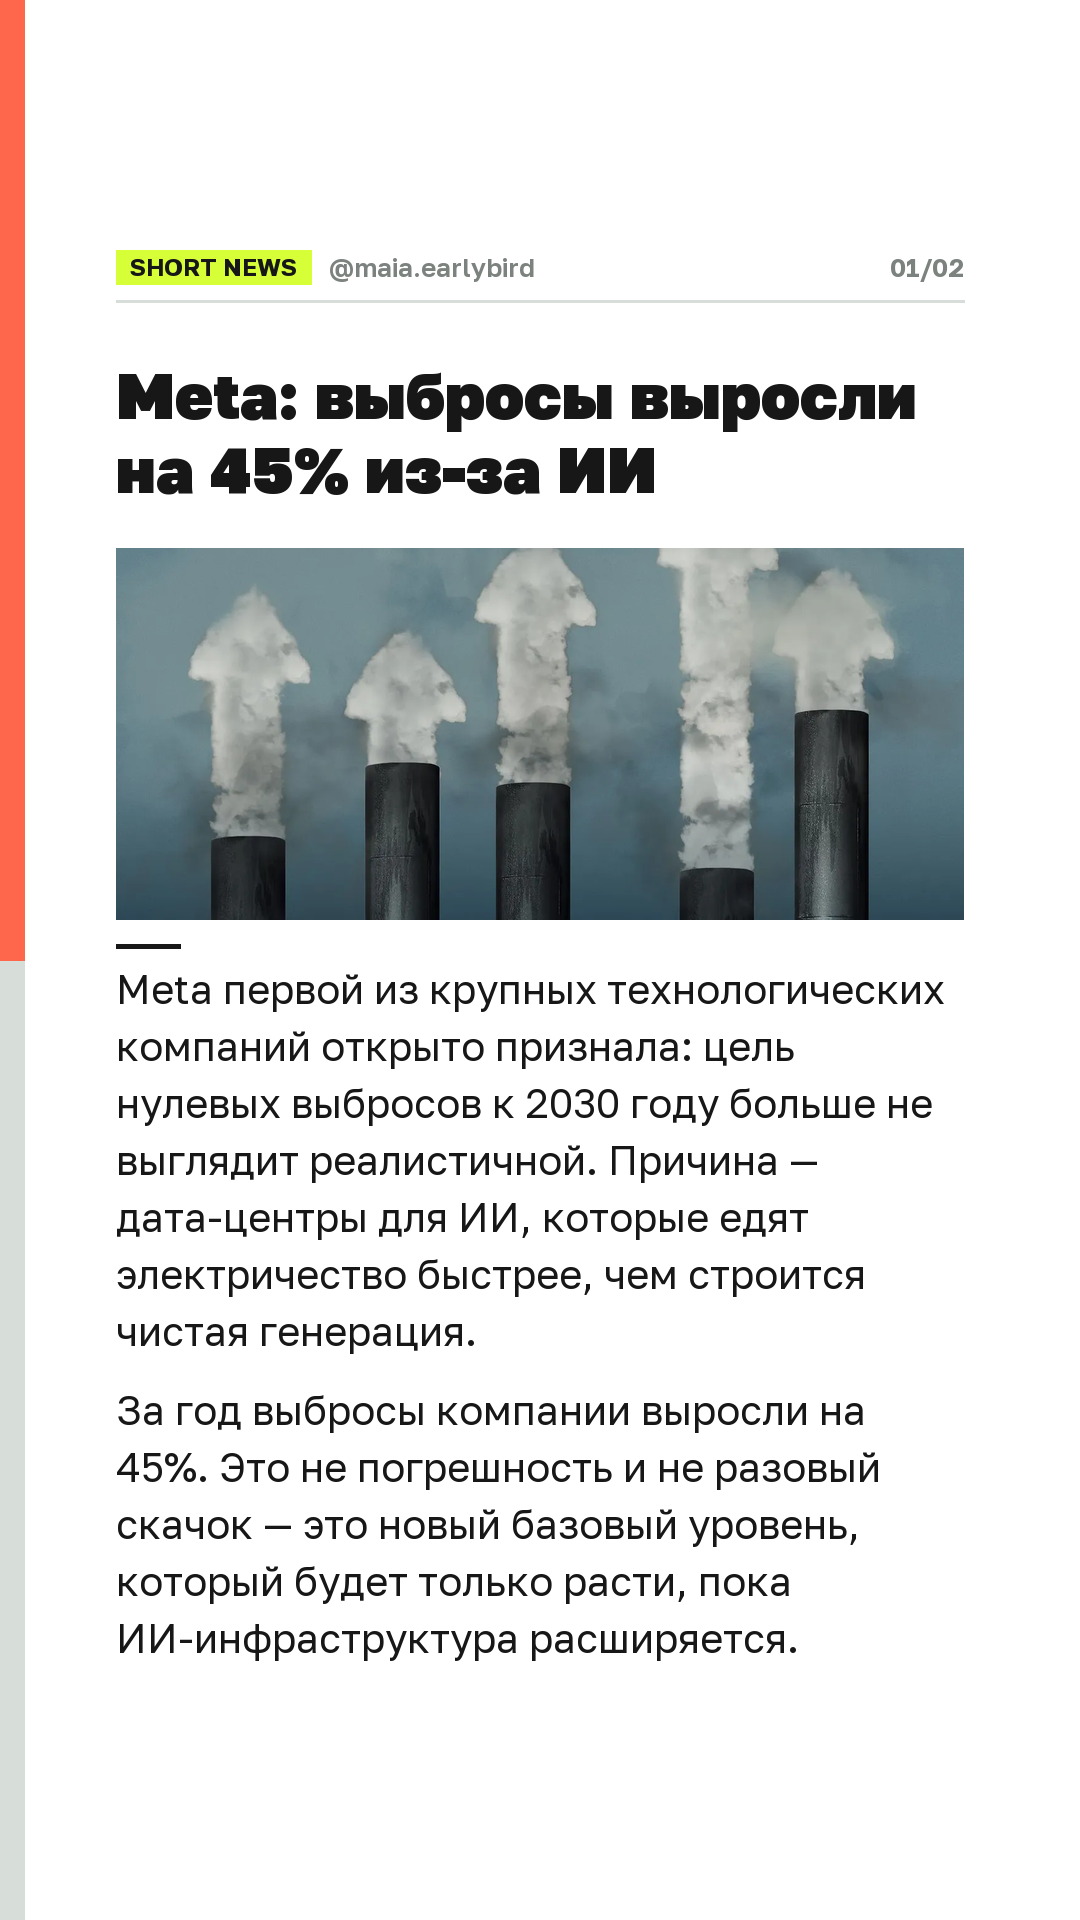 SHORT NEWS @maia.earlybird 01/02
Meta: выбросы выросли
на 45% из-за ИИ
Meta первой из крупных технологических
компаний открыто признала: цель
нулевых выбросов к 2030 году больше не
выглядит реалистичной. Причина —
дата-центры для ИИ, которые едят
электричество быстрее, чем строится
чистая генерация.
За год выбросы компании выросли на
45%. Это не погрешность и не разовый
скачок — это новый базовый уровень,
который будет только расти, пока
ИИ-инфраструктура расширяется.